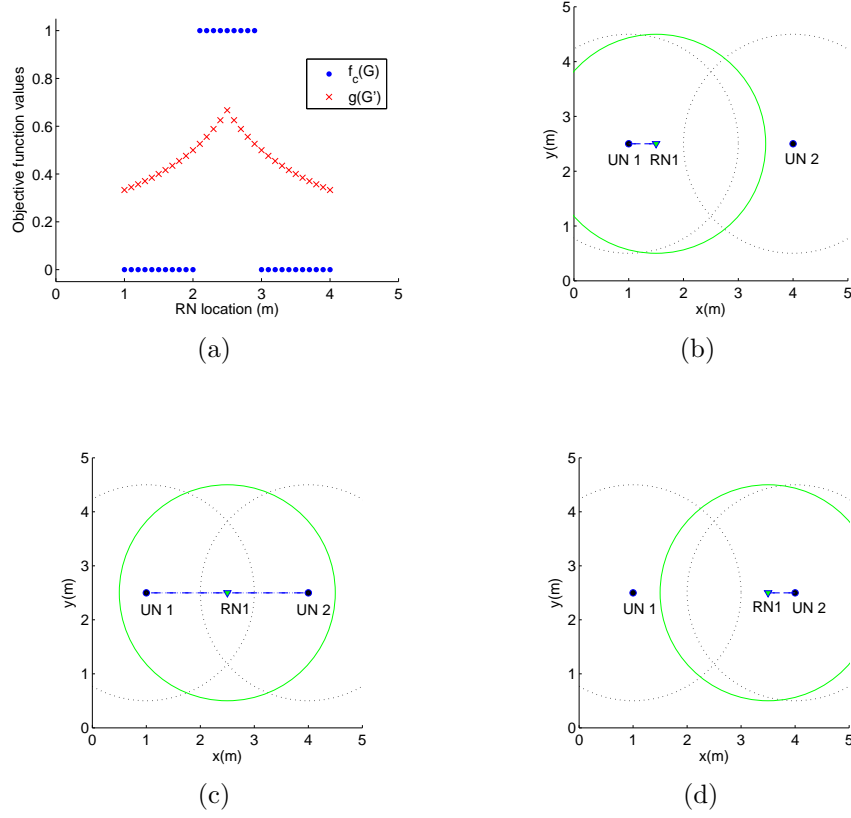 Objective function values
1
0.8
0.6
0.4
0.2
0
0 1 2 3 4 5
RN location (m)
f_c(G)
g(G')
(a)
y(m)
5
4
3
2
1
0
UN 1 RN1 UN 2
0 1 2 3 4 5
x(m)
(b)
y(m)
5
4
3
2
1
0
UN 1 RN1 UN 2
0 1 2 3 4 5
x(m)
(c)
y(m)
5
4
3
2
1
0
UN 1 RN1 UN 2
0 1 2 3 4 5
x(m)
(d)